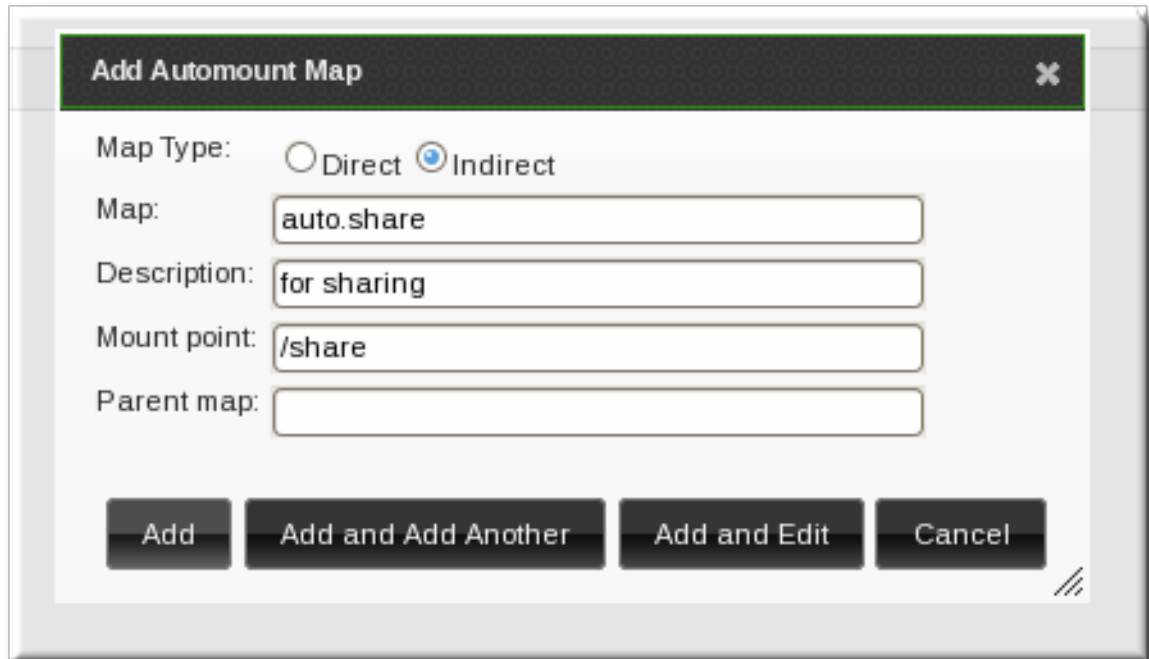 Add Automount Map
Map Type: Direct Indirect
Map: auto.share
Description: for sharing
Mount point: /share
Parent map:
Add Add and Add Another Add and Edit Cancel